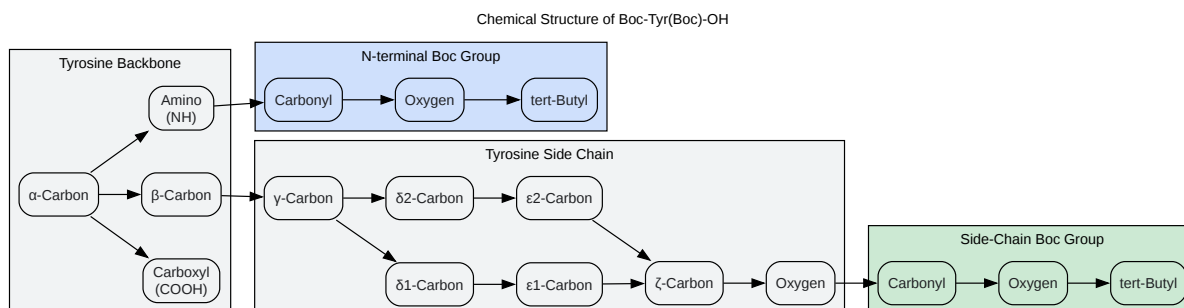 Chemical Structure of Boc-Tyr(Boc)-OH
Tyrosine Backbone
α-Carbon
Amino
(NH)
β-Carbon
Carboxyl
(COOH)
N-terminal Boc Group
Carbonyl
Oxygen
tert-Butyl
Tyrosine Side Chain
γ-Carbon
δ2-Carbon
ε2-Carbon
δ1-Carbon
ε1-Carbon
ζ-Carbon
Oxygen
Side-Chain Boc Group
Carbonyl
Oxygen
tert-Butyl